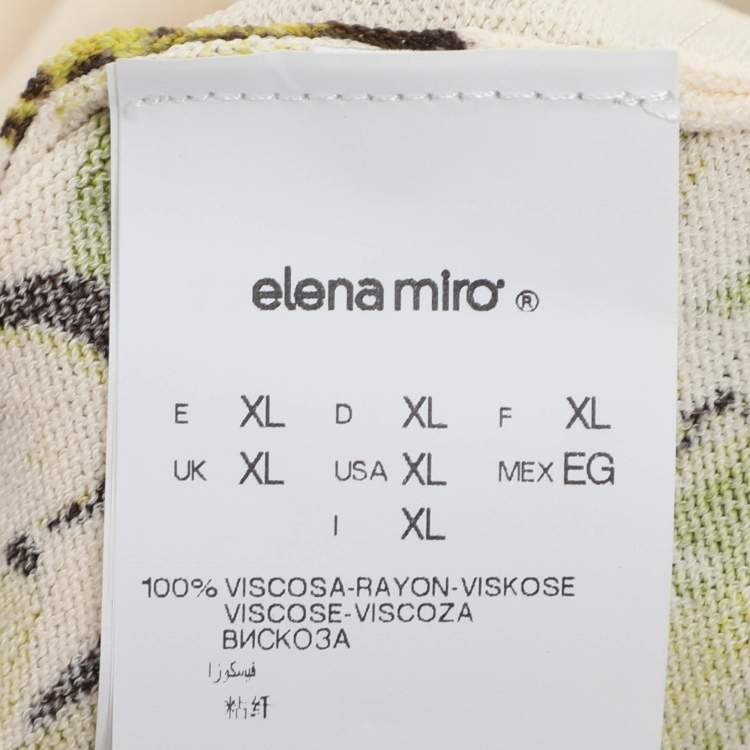 elena miro ®
E XL D XL F XL
UK XL USA XL MEX EG
I XL
100% VISCOSA-RAYON-VISKOSE
VISCOSE-VISCOZA
ВИСКОЗА
فيسكوزا
粘纤